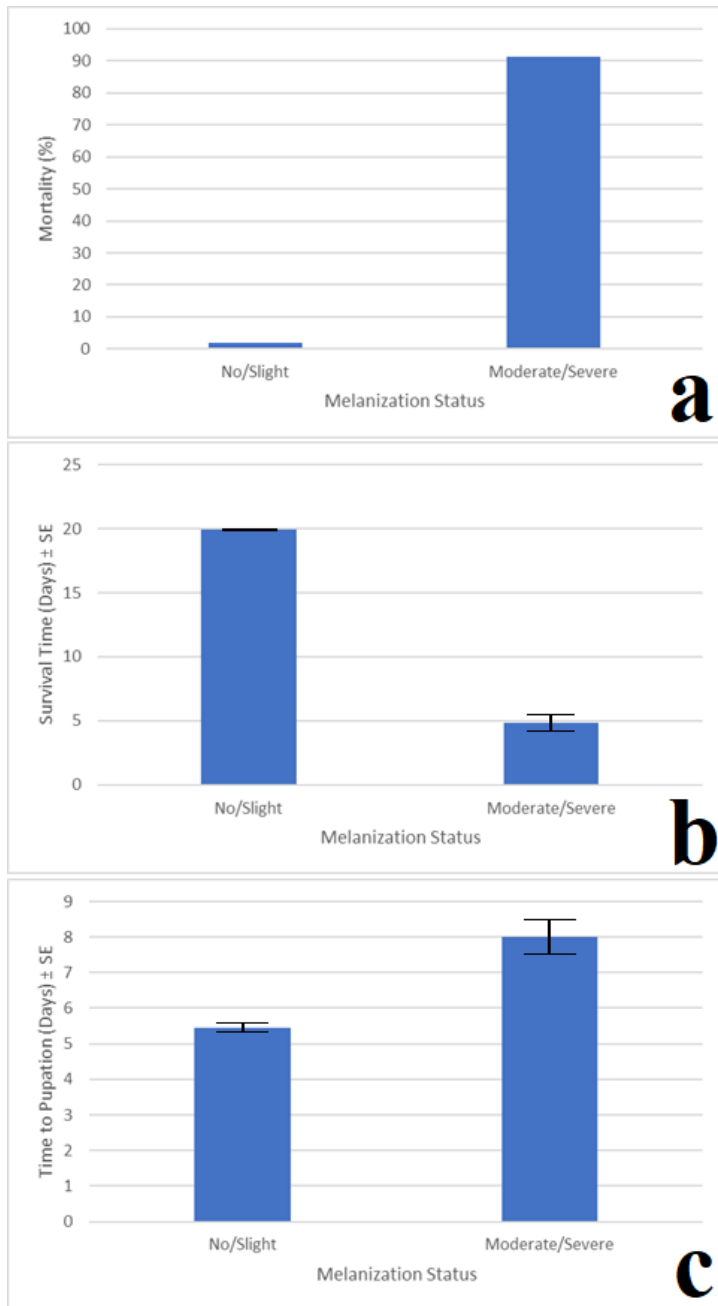 100
90
80
70
60
50
40
30
20
10
0
Mortality (%)
No/Slight Moderate/Severe
Melanization Status
a
25
20
15
10
5
0
Survival Time (Days) ± SE
No/Slight Moderate/Severe
Melanization Status
b
9
8
7
6
5
4
3
2
1
0
Time to Pupation (Days) ± SE
No/Slight Moderate/Severe
Melanization Status
c